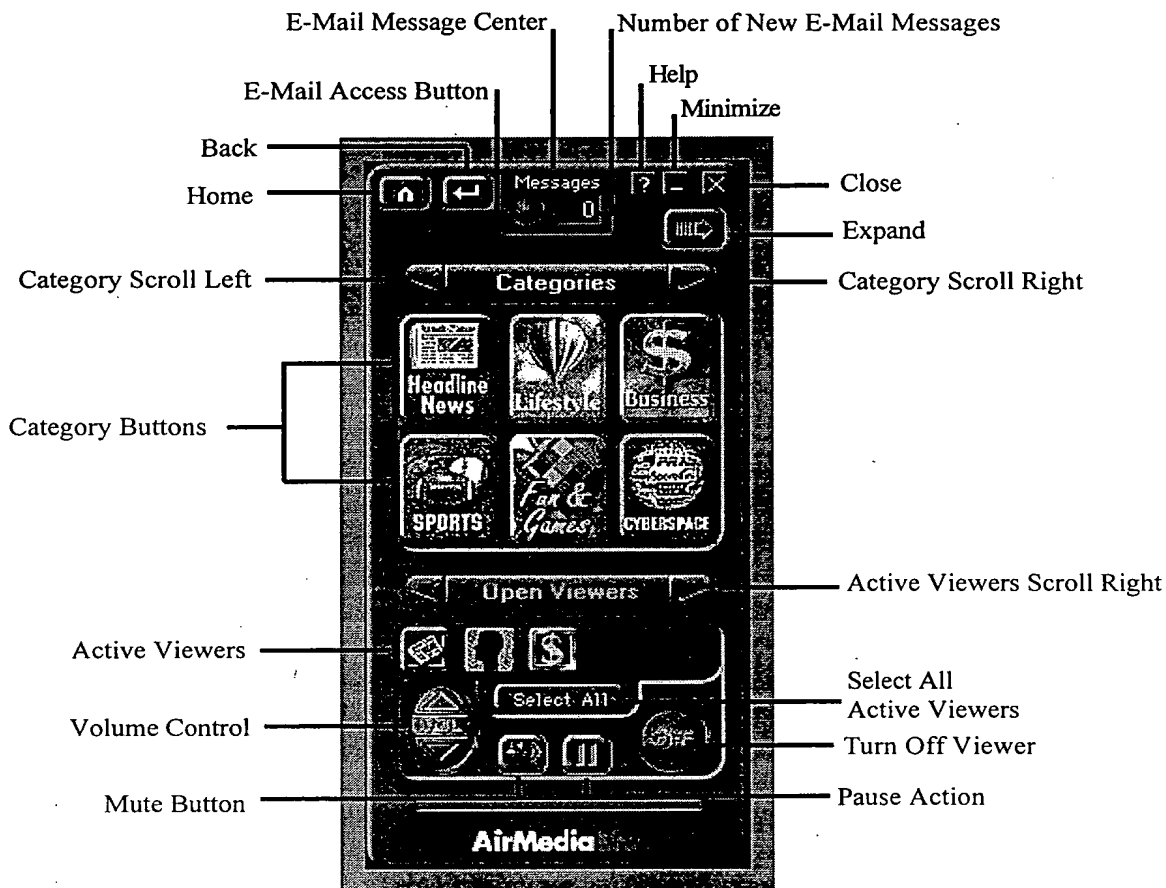 E-Mail Message Center
Number of New E-Mail Messages
Help
E-Mail Access Button
Minimize
Back
Messages
?
Close
Home
0
Expand
Category Scroll Left
Categories
Category Scroll Right
Headline
News
Lifestyle
$
Business
Category Buttons
SPORTS
Fun &
Games
CYBERSPACE
Open Viewers
Active Viewers Scroll Right
Active Viewers
$
Select All
Select All
Active Viewers
Volume Control
OFF
Turn Off Viewer
Mute Button
Pause Action
AirMedia